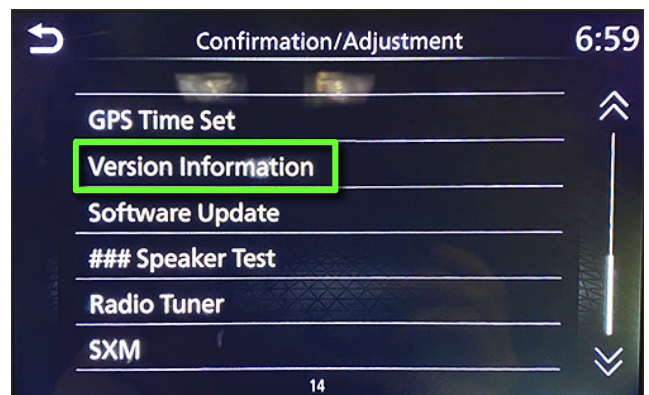 Confirmation/Adjustment 6:59
GPS Time Set
Version Information
Software Update
### Speaker Test
Radio Tuner
SXM
14